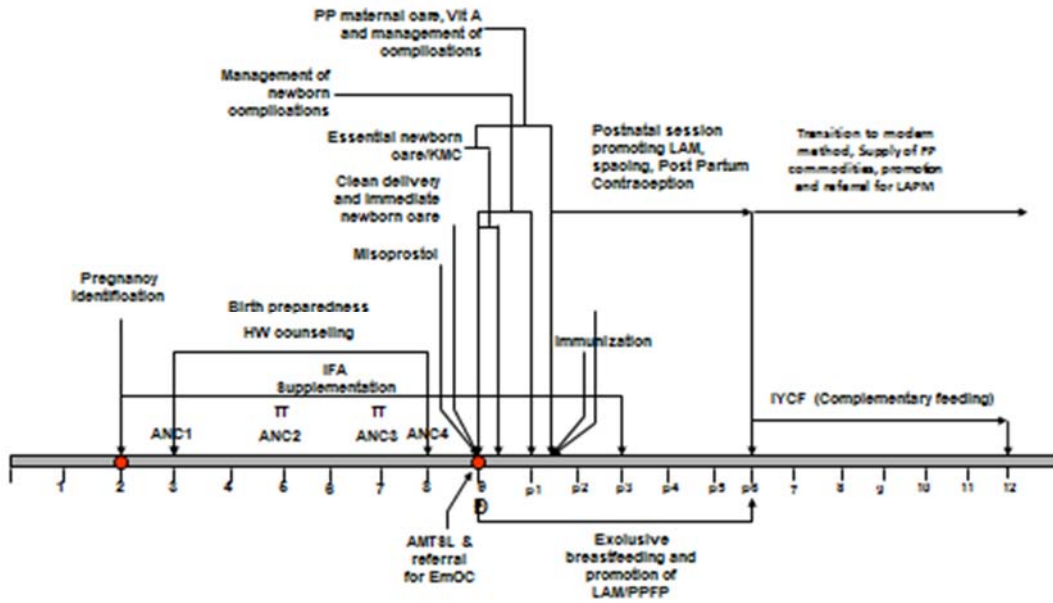 PP maternal care, Vit A
and management of
complications
Management of
newborn
complications
Essential newborn
care/KMC
Clean delivery
and immediate
newborn care
Misoprostol
Postnatal session
promoting LAM,
spacing, Post Partum
Contraception
Transition to modern
method, Supply of FP
commodities, promotion
and referral for LAPM
Pregnancy
identification
Birth preparedness
HW counseling
IFA
Supplementation
TT
TT
ANC1
ANC2
ANC3
ANC4
Immunization
IYCF (Complementary feeding)
1 2 3 4 5 6 7 8 9 p1 p2 p3 p4 p5 p6 7 8 9 10 11 12
D
AMTSL &
referral
for EmOC
Exclusive
breastfeeding and
promotion of
LAM/PPFP